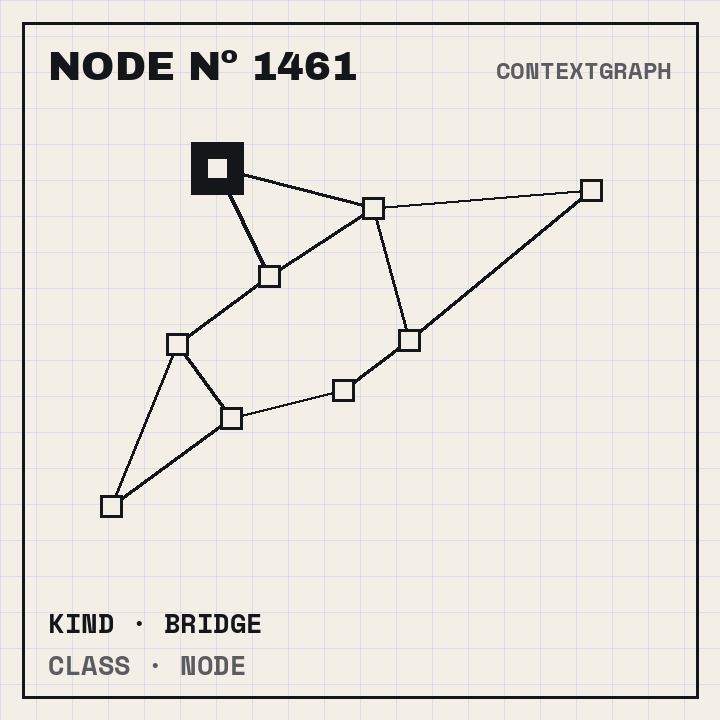 NODE Nº 1461
CONTEXTGRAPH
KIND · BRIDGE
CLASS · NODE